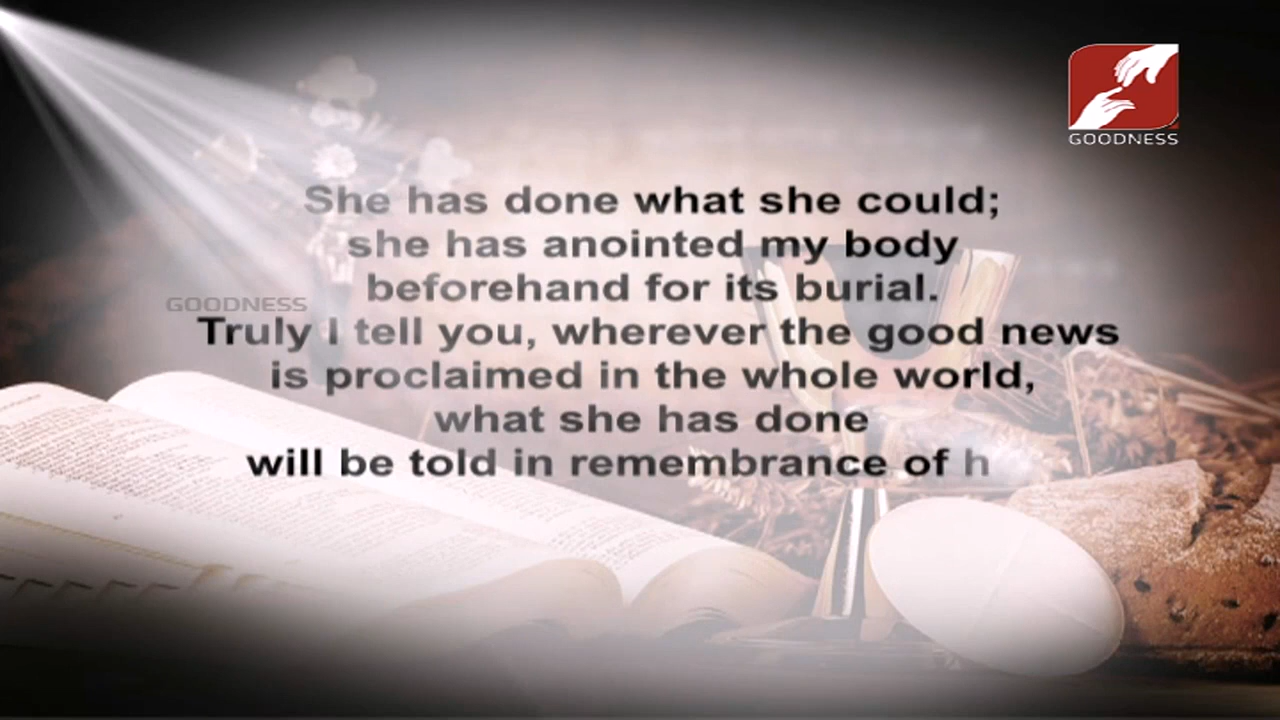 GOODNESS
She has done what she could;
she has anointed my body
beforehand for its burial.
GOODNESS
Truly I tell you, wherever the good news
is proclaimed in the whole world,
what she has done
will be told in remembrance of h